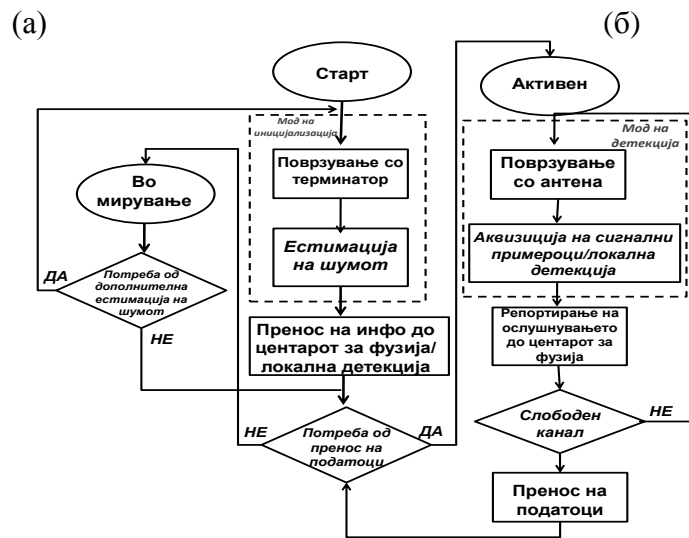 (а)
(б)
Старт
Мод на
иницијализација
Поврзување со
терминатор
Естимација
на шумот
Пренос на инфо до
центарот за фузија/
локална детекција
Во
мирување
ДА
Потреба од
дополнителна
естимација на
шумот
НЕ
НЕ
Потреба од
пренос на
податоци
ДА
Активен
Мод на
детекција
Поврзување
со антена
Аквизиција на сигнални
примероци/локална
детекција
Репортирање на
ослушнувањето
до центарот за
фузија
Слободен
канал
НЕ
Пренос на
податоци